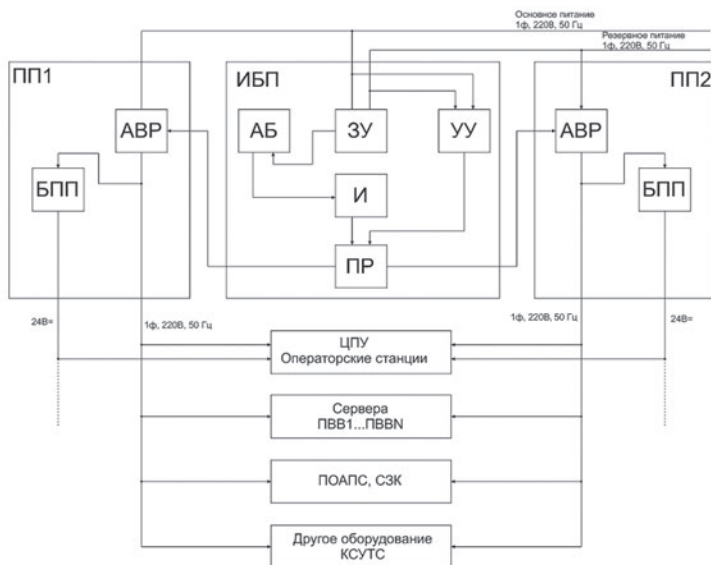 Основное питание
1ф, 220В, 50 Гц
Резервное питание
1ф, 220В, 50 Гц
ПП1
ИБП
ПП2
АВР
АБ
ЗУ
УУ
АВР
БПП
И
БПП
ПР
24В=
1ф, 220В, 50 Гц
1ф, 220В, 50 Гц
24В=
ЦПУ
Операторские станции
Сервера
ПВВ1...ПВВN
ПОАПС, СЗК
Другое оборудование
КСУТС